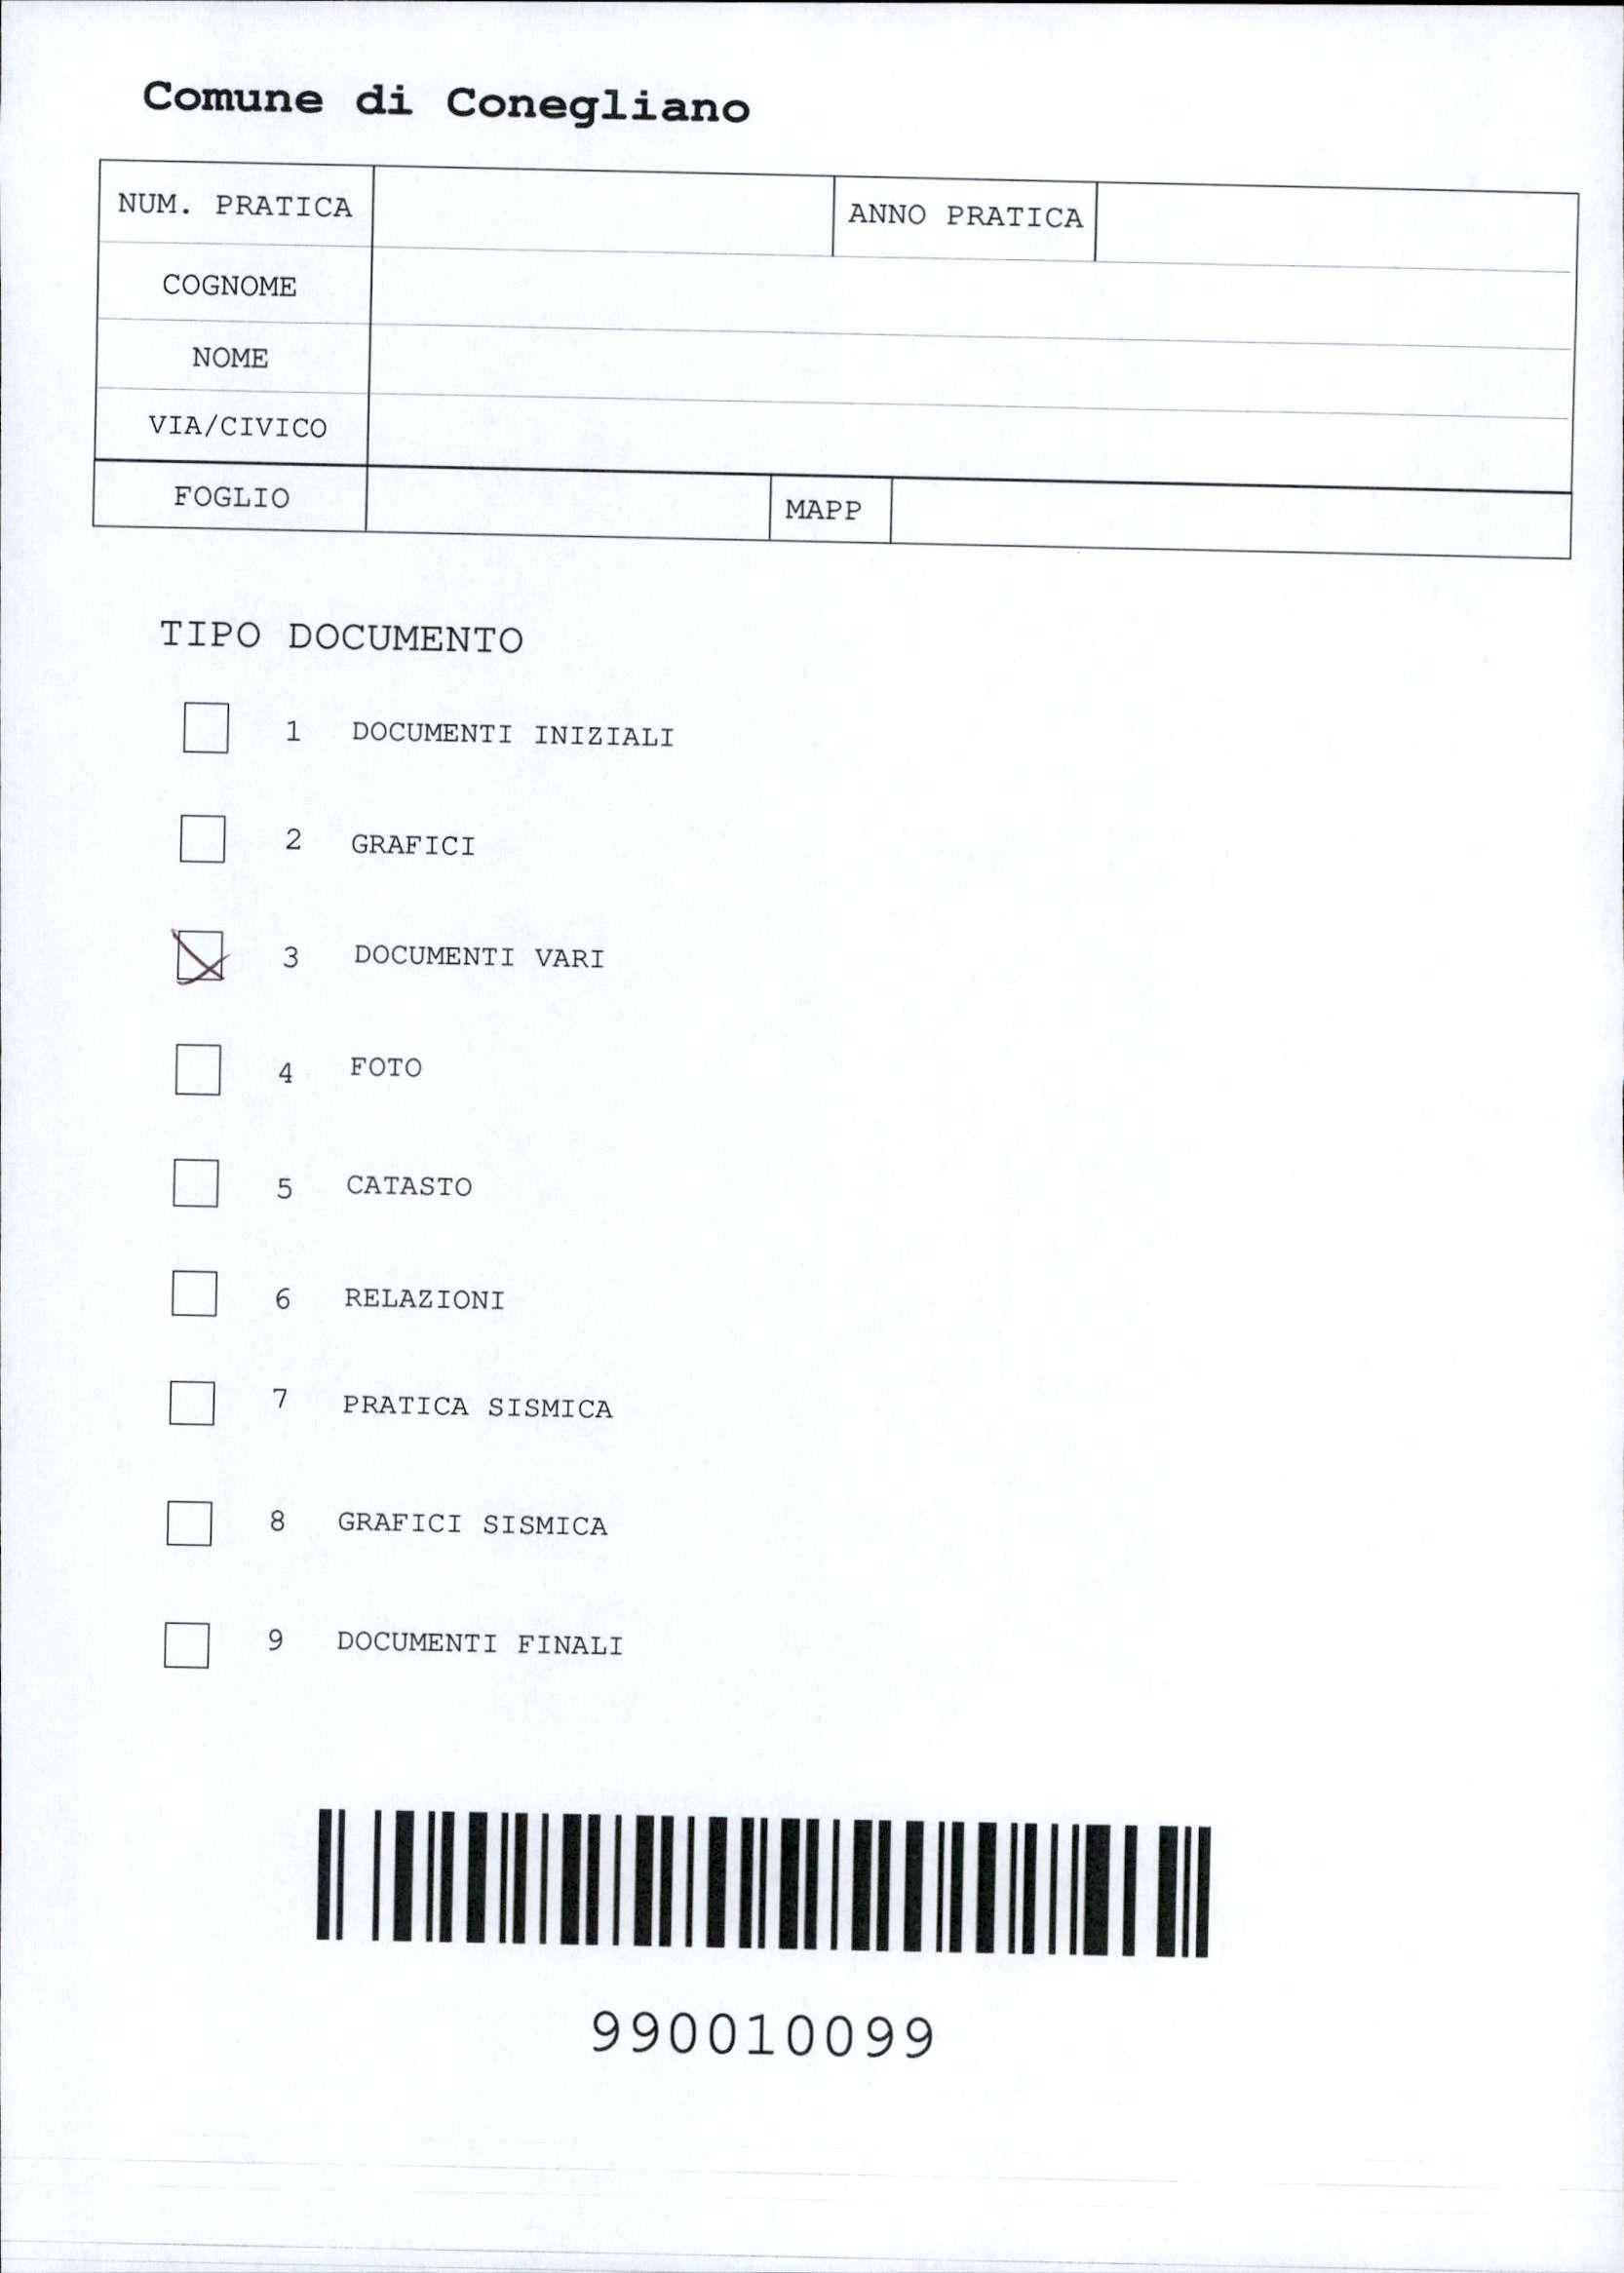 Comune di Conegliano
NUM. PRATICA ANNO PRATICA
COGNOME
NOME
VIA/CIVICO
FOGLIO MAPP
TIPO DOCUMENTO
1 DOCUMENTI INIZIALI
2 GRAFICI
3 DOCUMENTI VARI
4 FOTO
5 CATASTO
6 RELAZIONI
7 PRATICA SISMICA
8 GRAFICI SISMICA
9 DOCUMENTI FINALI
990010099